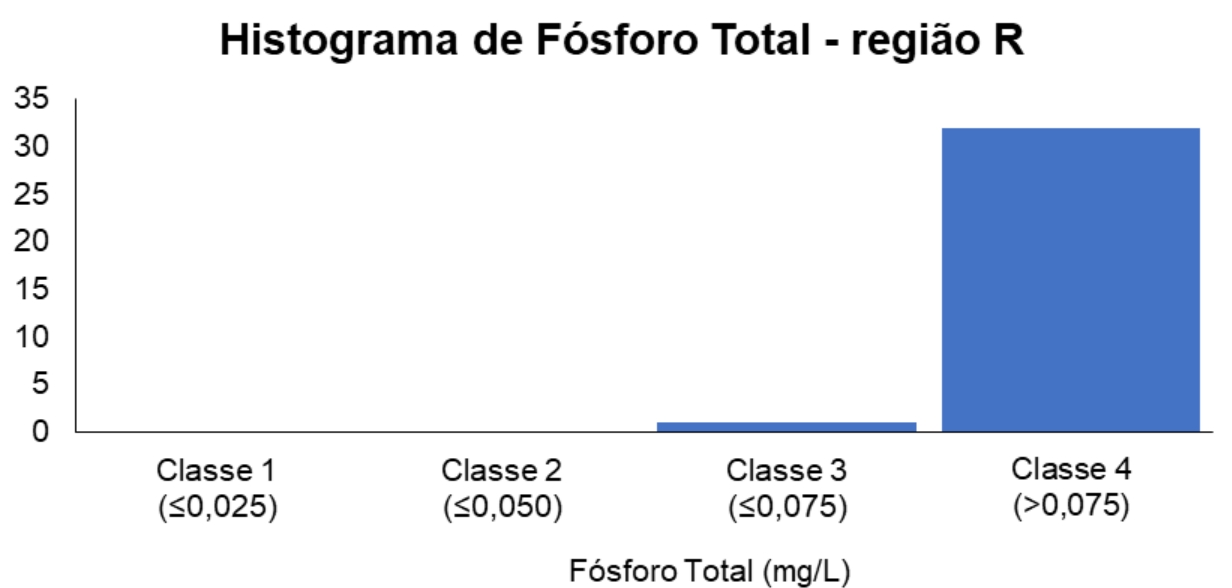 Histograma de Fósforo Total - região R
35
30
25
20
15
10
5
0
Classe 1
(≤0,025)
Classe 2
(≤0,050)
Classe 3
(≤0,075)
Classe 4
(>0,075)
Fósforo Total (mg/L)